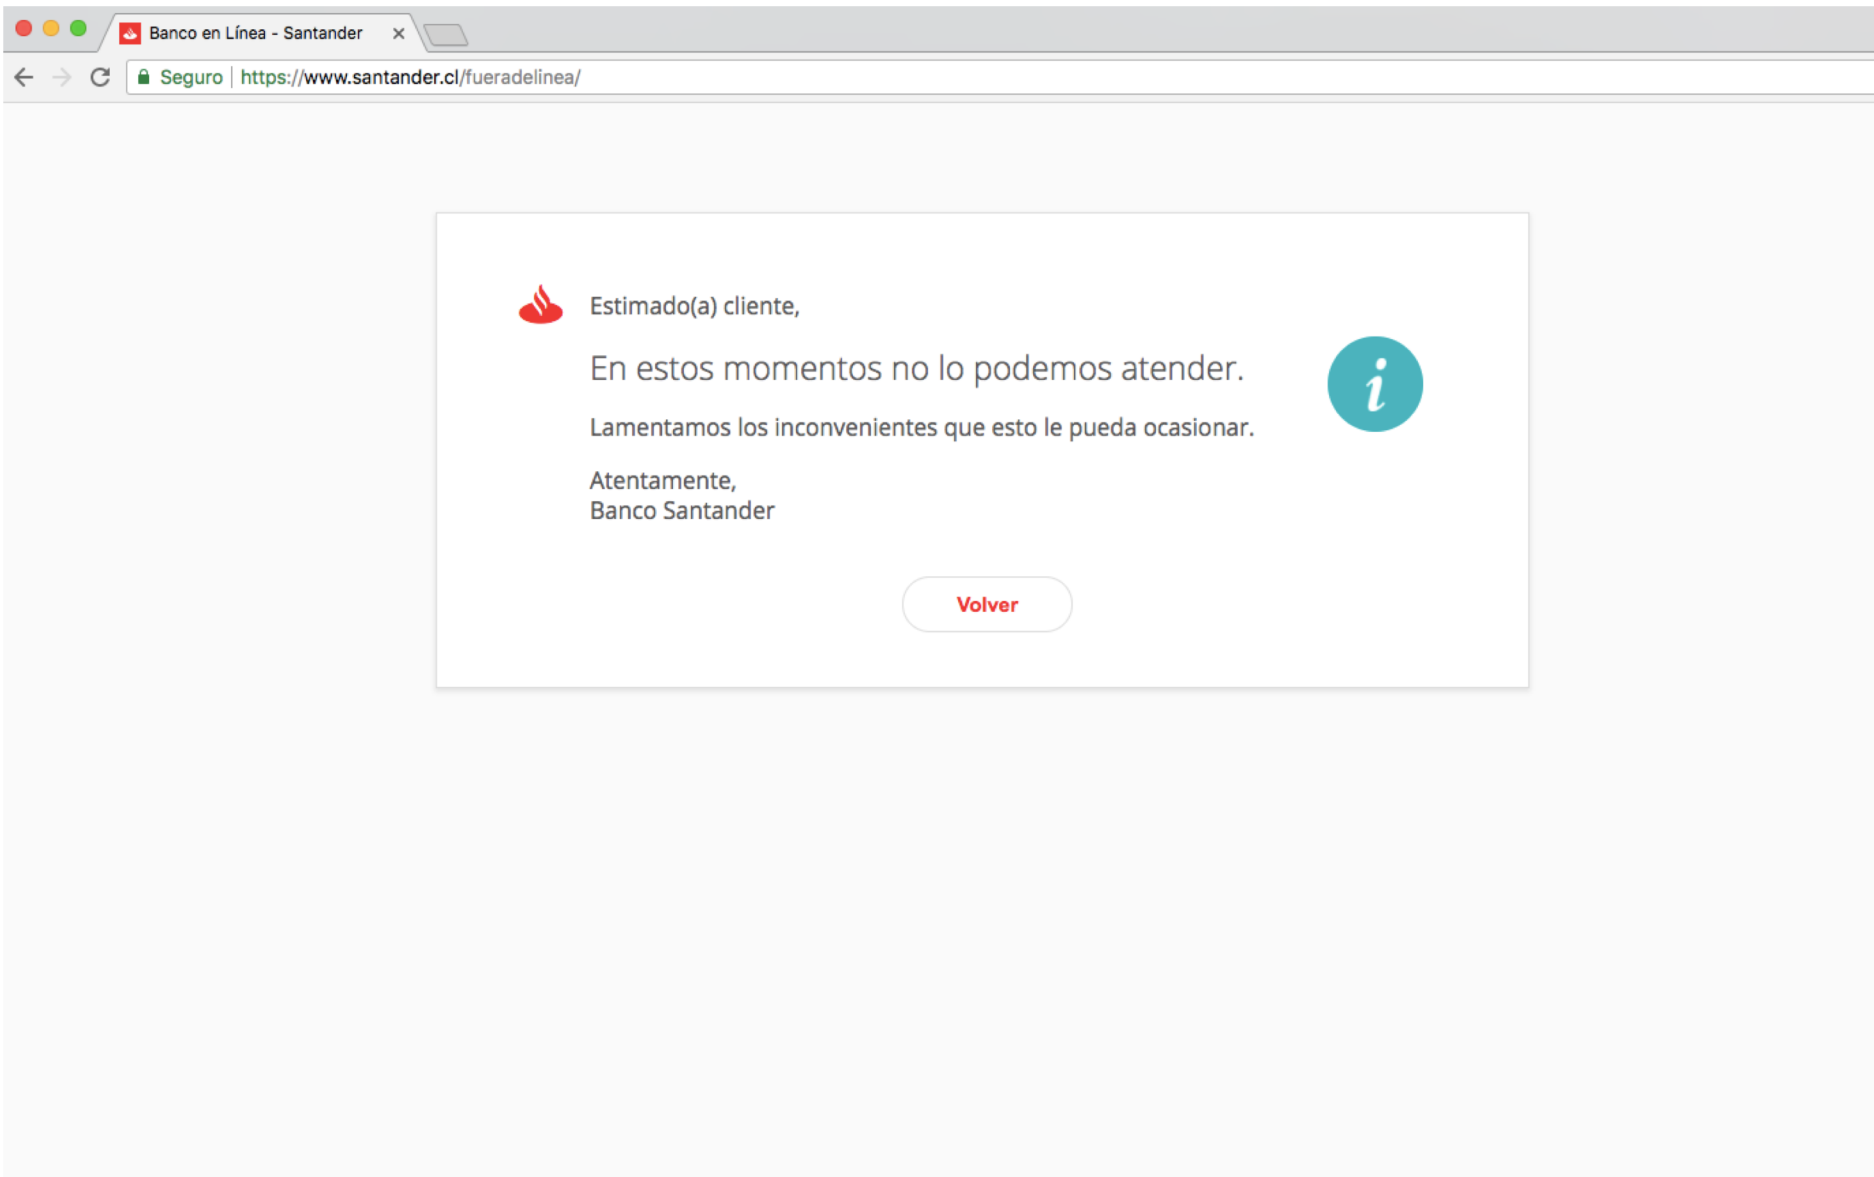 Banco en Línea - Santander
Seguro | https://www.santander.cl/fueradelinea/
Estimado(a) cliente,
En estos momentos no lo podemos atender.
i
Lamentamos los inconvenientes que esto le pueda ocasionar.
Atentamente,
Banco Santander
Volver